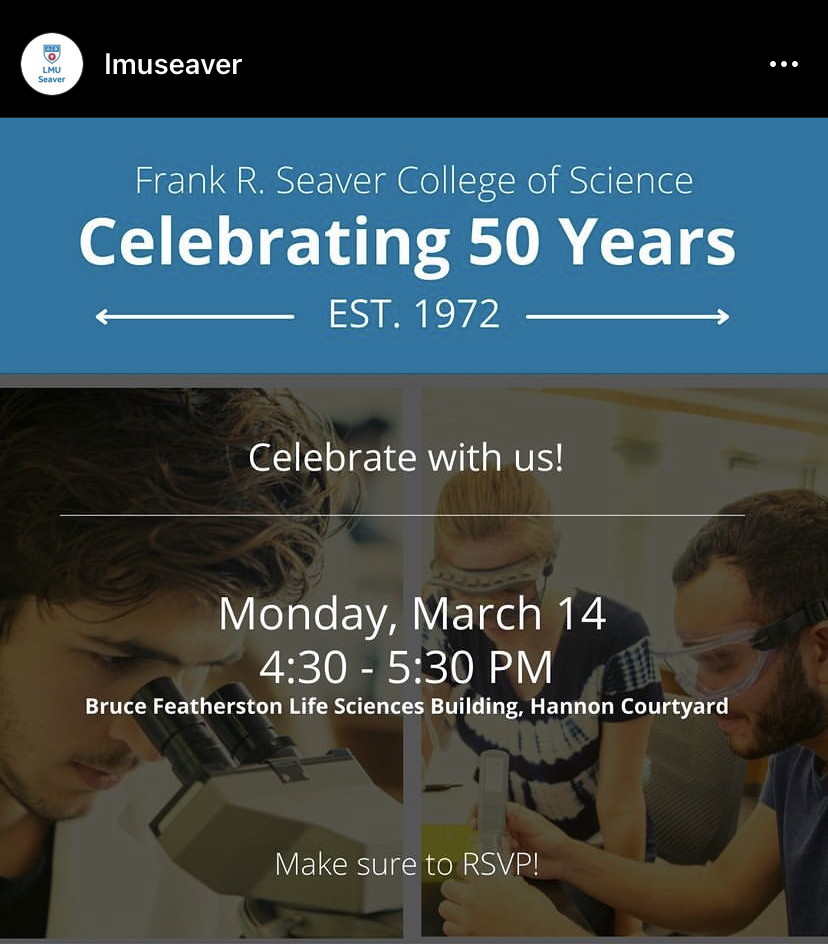 LMU
Seaver
lmuseaver
Frank R. Seaver College of Science
Celebrating 50 Years
EST. 1972
Celebrate with us!
Monday, March 14
4:30 - 5:30 PM
Bruce Featherston Life Sciences Building, Hannon Courtyard
Make sure to RSVP!